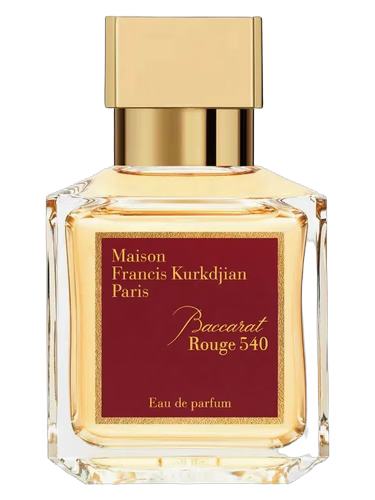 Maison
Francis Kurkdjian
Paris
Baccarat
Rouge 540
Eau de parfum